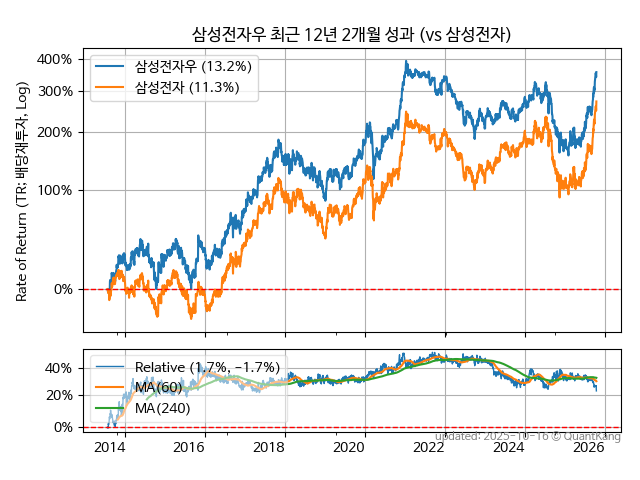 삼성전자우 최근 12년 2개월 성과 (vs 삼성전자)
Rate of Return (TR: 배당재투자, Log)
400%
300%
200%
100%
0%
삼성전자우 (13.2%)
삼성전자 (11.3%)
40%
20%
0%
Relative (1.7%, -1.7%)
MA(60)
MA(240)
2014 2016 2018 2020 2022 2024 2026
updated: 2025-10-16 © QuantKang